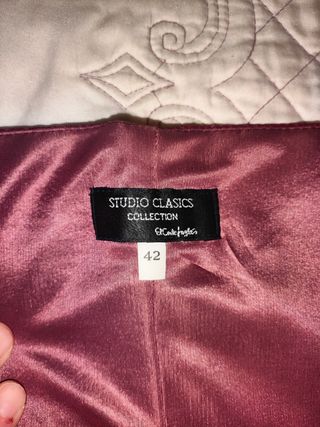 STUDIO CLASICS
COLLECTION
El Corte Inglés
42